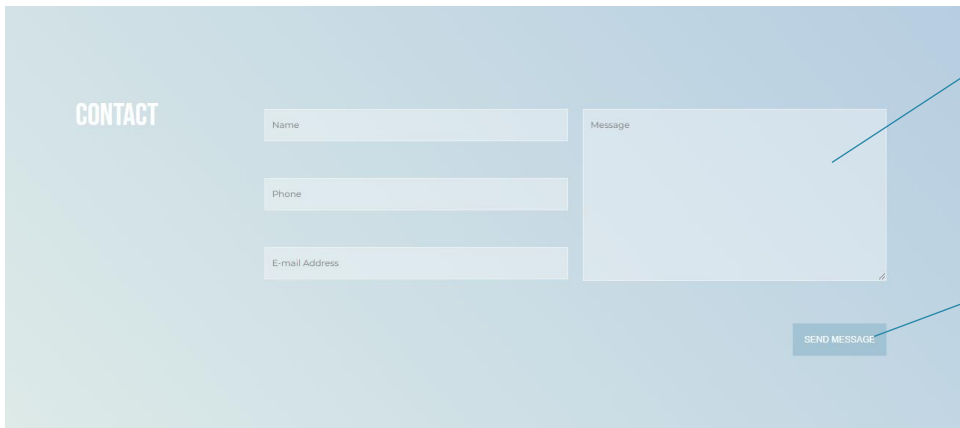 CONTACT
Name
Phone
E-mail Address
Message
SEND MESSAGE